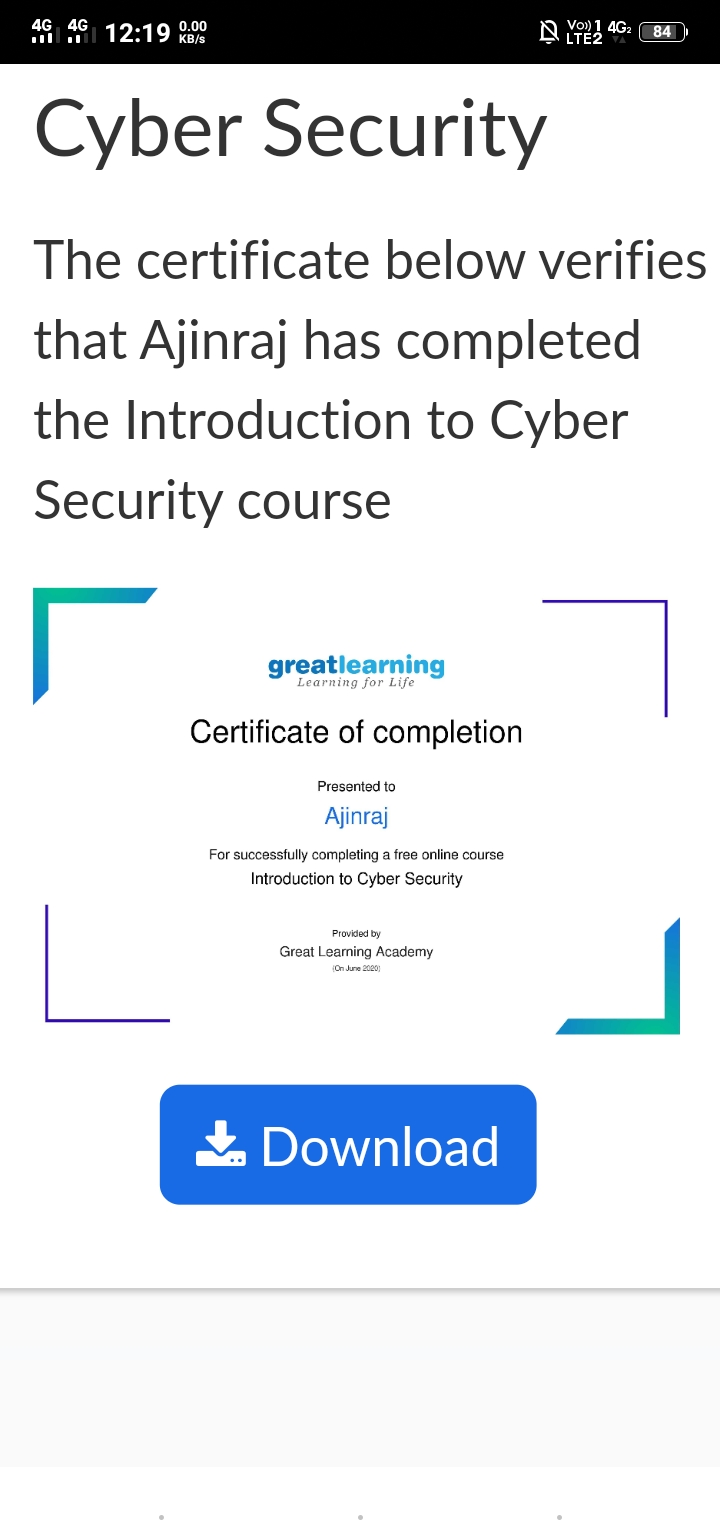 4G 4G 12:19 0.00 KB/s Vo)) 1 LTE2 4G2 84
Cyber Security
The certificate below verifies
that Ajinraj has completed
the Introduction to Cyber
Security course
greatlearning
Learning for Life
Certificate of completion
Presented to
Ajinraj
For successfully completing a free online course
Introduction to Cyber Security
Provided by
Great Learning Academy
(On June 2020)
Download